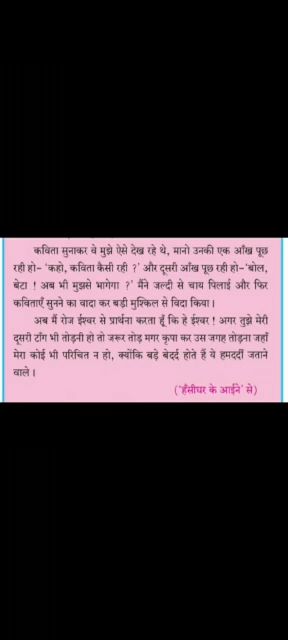 कविता सुनाकर वे मुझे ऐसे देख रहे थे, मानो उनकी एक आँख पूछ
रही हो- 'कहो, कविता कैसी रही ?' और दूसरी आँख पूछ रही हो-'बोल,
बेटा ! अब भी मुझसे भागेगा ?' मैंने जल्दी से चाय पिलाई और फिर
कविताएँ सुनने का वादा कर बड़ी मुश्किल से विदा किया ।
अब मैं रोज ईश्वर से प्रार्थना करता हूँ कि हे ईश्वर ! अगर तुझे मेरी
दूसरी टाँग भी तोड़नी हो तो जरूर तोड़ मगर कृपा कर उस जगह तोड़ना जहाँ
मेरा कोई भी परिचित न हो, क्योंकि बड़े बेदर्द होते हैं ये हमदर्दी जताने
वाले ।
('हँसीघर के आईने' से)